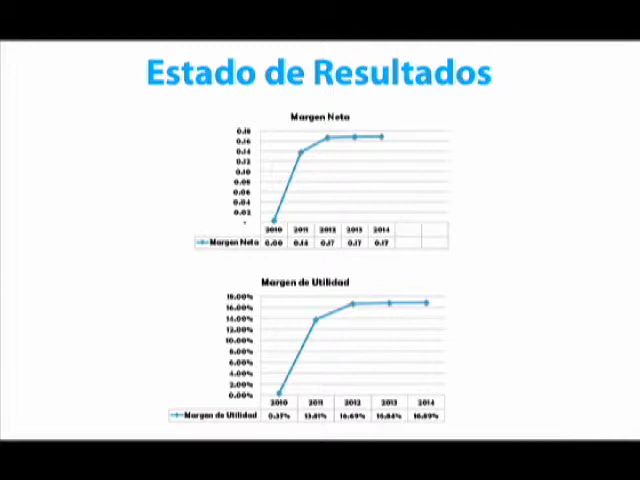 Estado de Resultados
Margen Neto
0.18
0.16
0.14
0.12
0.10
0.08
0.06
0.04
0.02
-
2010 2011 2012 2013 2014
Margen Neto 0.00 0.14 0.17 0.17 0.17
Margen de Utilidad
18.00%
16.00%
14.00%
12.00%
10.00%
8.00%
6.00%
4.00%
2.00%
0.00%
2010 2011 2012 2013 2014
Margen de Utilidad 0.37% 13.81% 16.69% 16.84% 16.89%